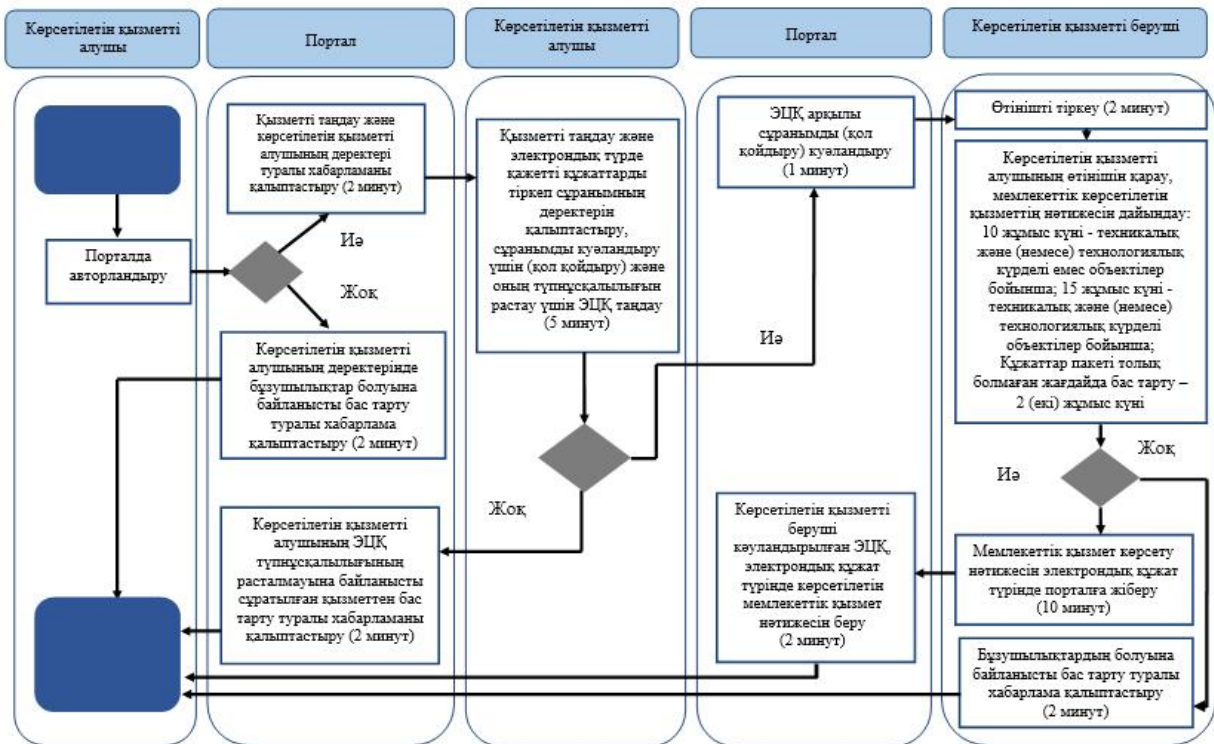 Көрсетілетін қызметті
алушы
Портал
Көрсетілетін қызметті
алушы
Портал
Көрсетілетін қызметті беруші
Порталда
авторландыру
Қызметті таңдау және
көрсетілетін қызметті
алушының деректері
туралы хабарламаны
қалыптастыру (2 минут)
Иә
Жоқ
Көрсетілетін қызметті
алушының деректерінде
бұзушылықтар болуына
байланысты бас тарту
туралы хабарлама
қалыптастыру (2 минут)
Көрсетілетін қызметті
алушының ЭЦҚ
түпнұсқалылығының
расталмауына байланысты
сұратылған қызметтен бас
тарту туралы хабарламаны
қалыптастыру (2 минут)
Қызметті таңдау және
электрондық түрде
қажетті құжаттарды
тіркеп сұранымның
деректерін
қалыптастыру,
сұранымды куәландыру
үшін (қол қойдыру) және
оның түпнұсқалылығын
растау үшін ЭЦҚ таңдау
(5 минут)
Иә
Жоқ
ЭЦҚ арқылы
сұранымды (қол
қойдыру) куәландыру
(1 минут)
Көрсетілетін қызметті
беруші
кәуландырылған ЭЦҚ,
электрондық құжат
түрінде көрсетілетін
мемлекеттік қызмет
нәтижесін беру
(2 минут)
Өтінішті тіркеу (2 минут)
Көрсетілетін қызметті
алушының өтінішін қарау,
мемлекеттік көрсетілетін
қызметтің нәтижесін дайындау:
10 жұмыс күні - техникалық
және (немесе) технологиялық
күрделі емес объектілер
бойынша; 15 жұмыс күні -
техникалық және (немесе)
технологиялық күрделі
объектілер бойынша;
Құжаттар пакеті толық
болмаған жағдайда бас тарту –
2 (екі) жұмыс күні
Жоқ
Иә
Мемлекеттік қызмет көрсету
нәтижесін электрондық құжат
түрінде порталға жіберу
(10 минут)
Бұзушылықтардың болуына
байланысты бас тарту туралы
хабарлама қалыптастыру
(2 минут)